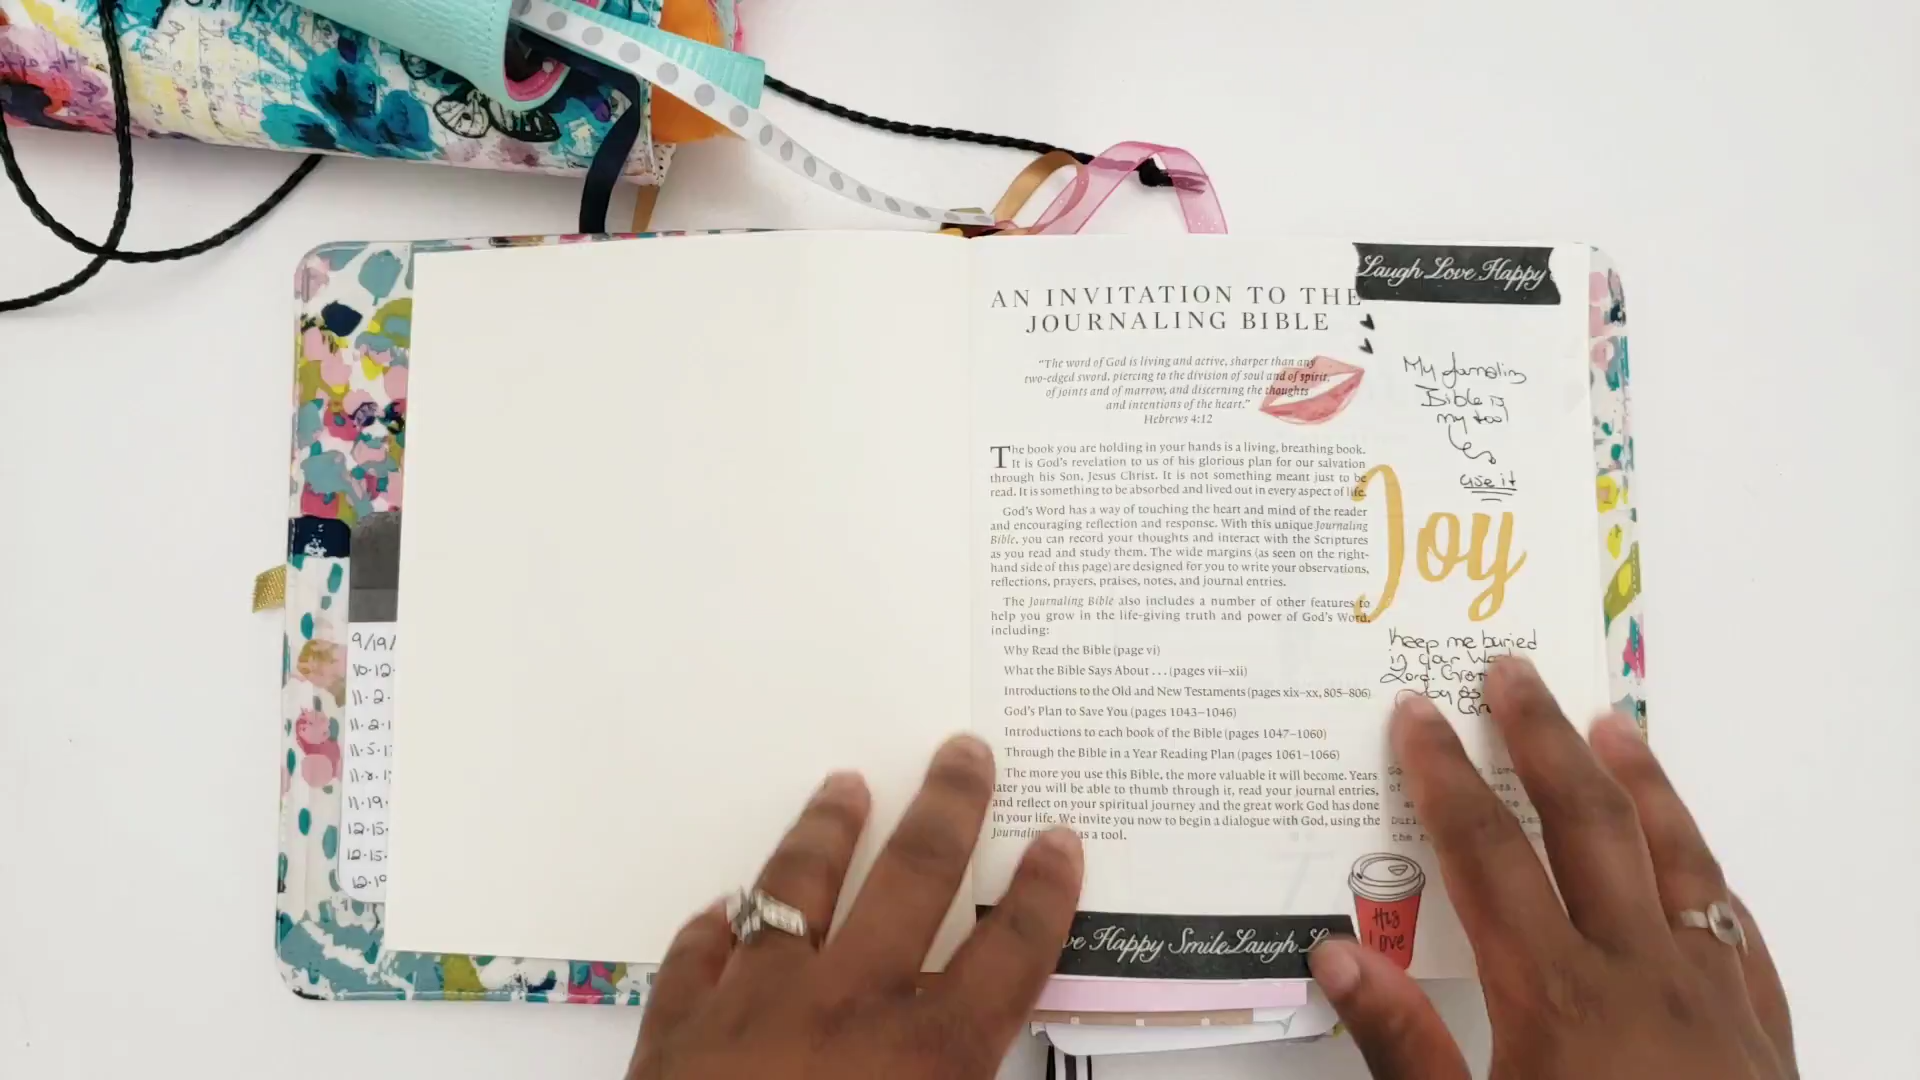 9/19/
10-12-
11-2-
11-2-1
11-5-1
11-8-1
11-19-
12-15-
12-15-
12-19
Laugh Love Happy
AN INVITATION TO THE
JOURNALING BIBLE
"The word of God is living and active, sharper than any
two-edged sword, piercing to the division of soul and of spirit,
of joints and of marrow, and discerning the thoughts
and intentions of the heart."
Hebrews 4:12
The book you are holding in your hands is a living, breathing book.
It is God's revelation to us of his glorious plan for our salvation
through his Son, Jesus Christ. It is not something meant just to be
read. It is something to be absorbed and lived out in every aspect of life.
God's Word has a way of touching the heart and mind of the reader
and encouraging reflection and response. With this unique Journaling
Bible, you can record your thoughts and interact with the Scriptures
as you read and study them. The wide margins (as seen on the right-
hand side of this page) are designed for you to write your observations,
reflections, prayers, praises, notes, and journal entries.
The Journaling Bible also includes a number of other features to
help you grow in the life-giving truth and power of God's Word,
including:
Why Read the Bible (page vi)
What the Bible Says About . . . (pages vii–xii)
Introductions to the Old and New Testaments (pages xix–xx, 805–806)
God's Plan to Save You (pages 1043–1046)
Introductions to each book of the Bible (pages 1047–1060)
Through the Bible in a Year Reading Plan (pages 1061–1066)
The more you use this Bible, the more valuable it will become. Years
later you will be able to thumb through it, read your journal entries,
and reflect on your spiritual journey and the great work God has done
in your life. We invite you now to begin a dialogue with God, using the
Journaling as a tool.
My Journaling
Bible is
my tool
use it
Joy
Keep me buried
in your
Lord.
as
of
the
His
Love
Happy Smile Laugh